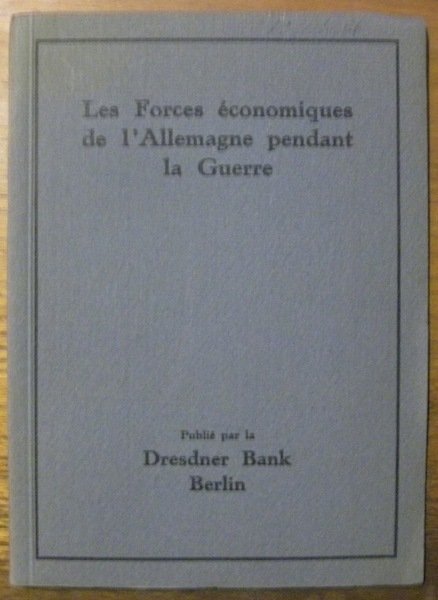 Les Forces économiques
de l'Allemagne pendant
la Guerre
Publié par la
Dresdner Bank
Berlin